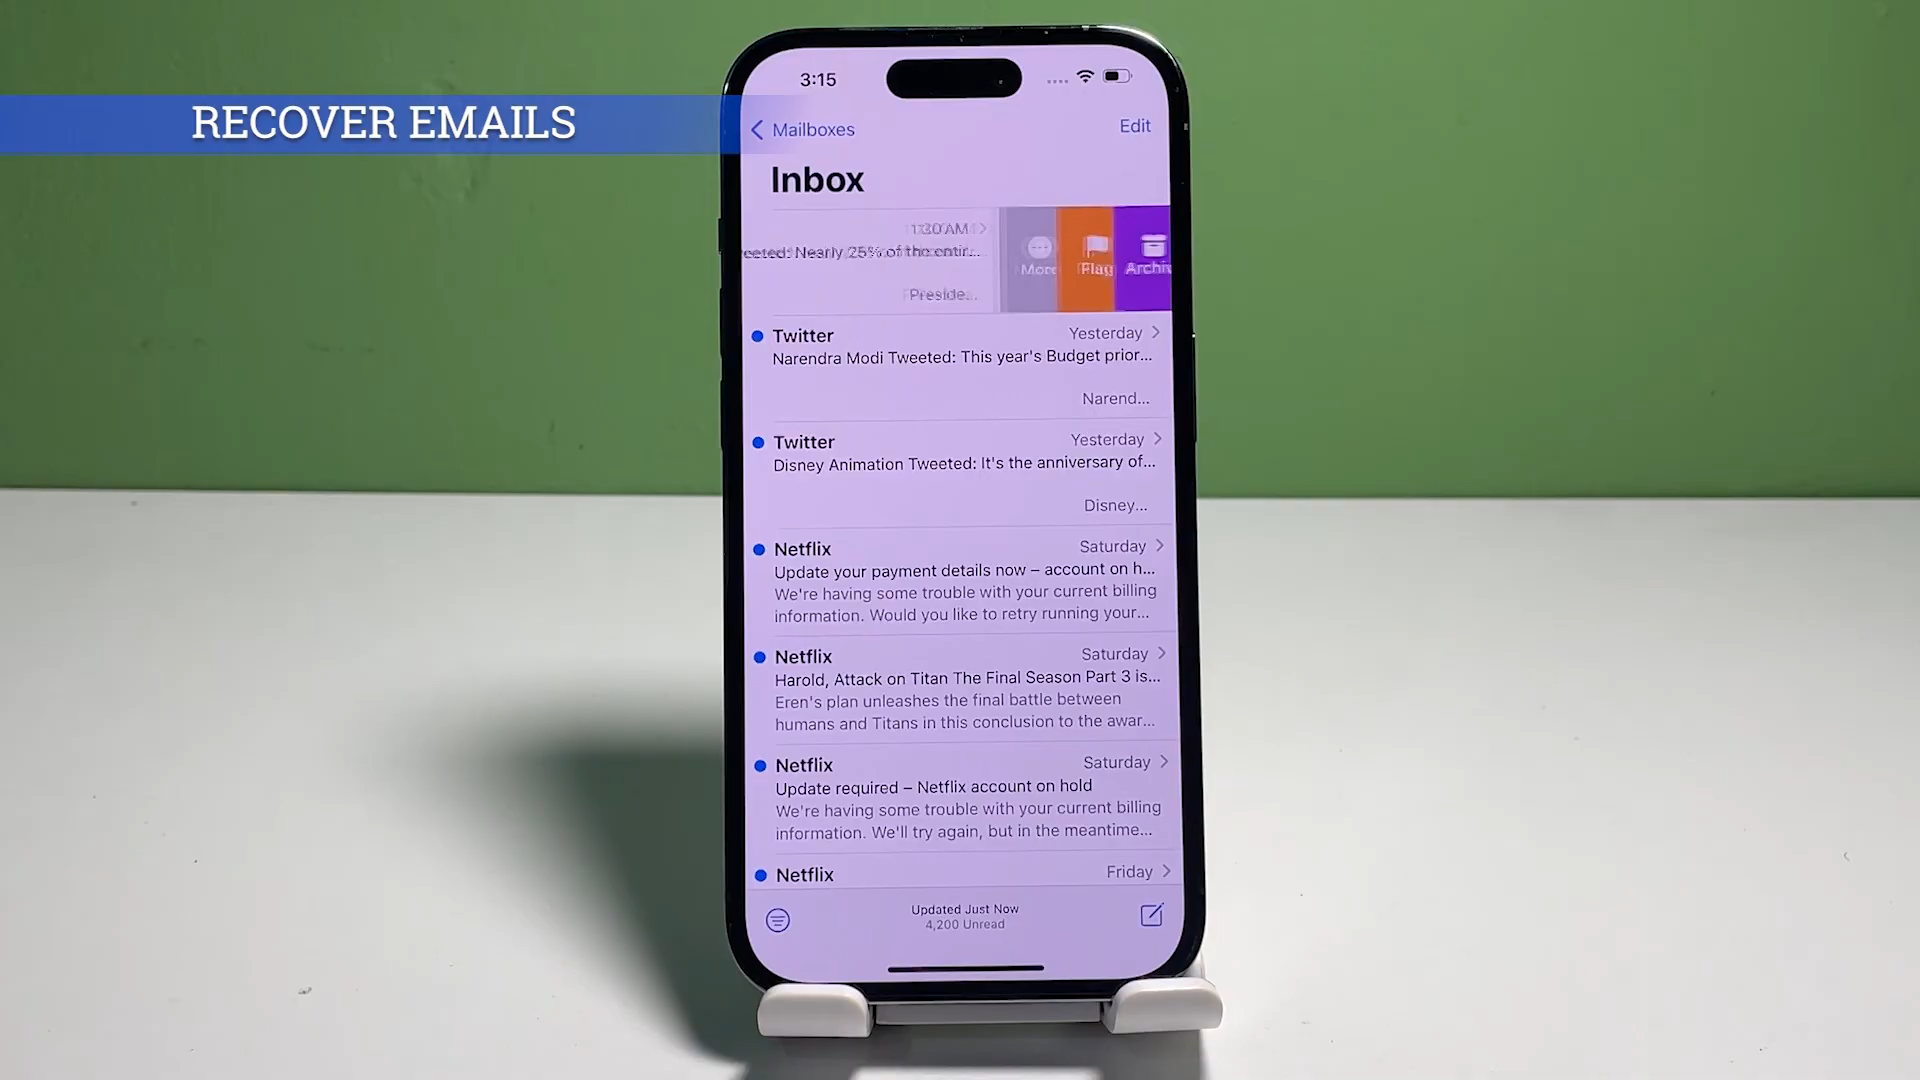 RECOVER EMAILS
3:15
Mailboxes
Edit
Inbox
Nearly 25% of the entir...
Preside...
More
Flag
Archiv
Twitter
Yesterday
Narendra Modi Tweeted: This year's Budget prior...
Narend...
Twitter
Yesterday
Disney Animation Tweeted: It's the anniversary of...
Disney...
Netflix
Saturday
Update your payment details now – account on h...
We're having some trouble with your current billing
information. Would you like to retry running your...
Netflix
Saturday
Harold, Attack on Titan The Final Season Part 3 is...
Eren's plan unleashes the final battle between
humans and Titans in this conclusion to the awar...
Netflix
Saturday
Update required – Netflix account on hold
We're having some trouble with your current billing
information. We'll try again, but in the meantime...
Netflix
Friday
Updated Just Now
4,200 Unread